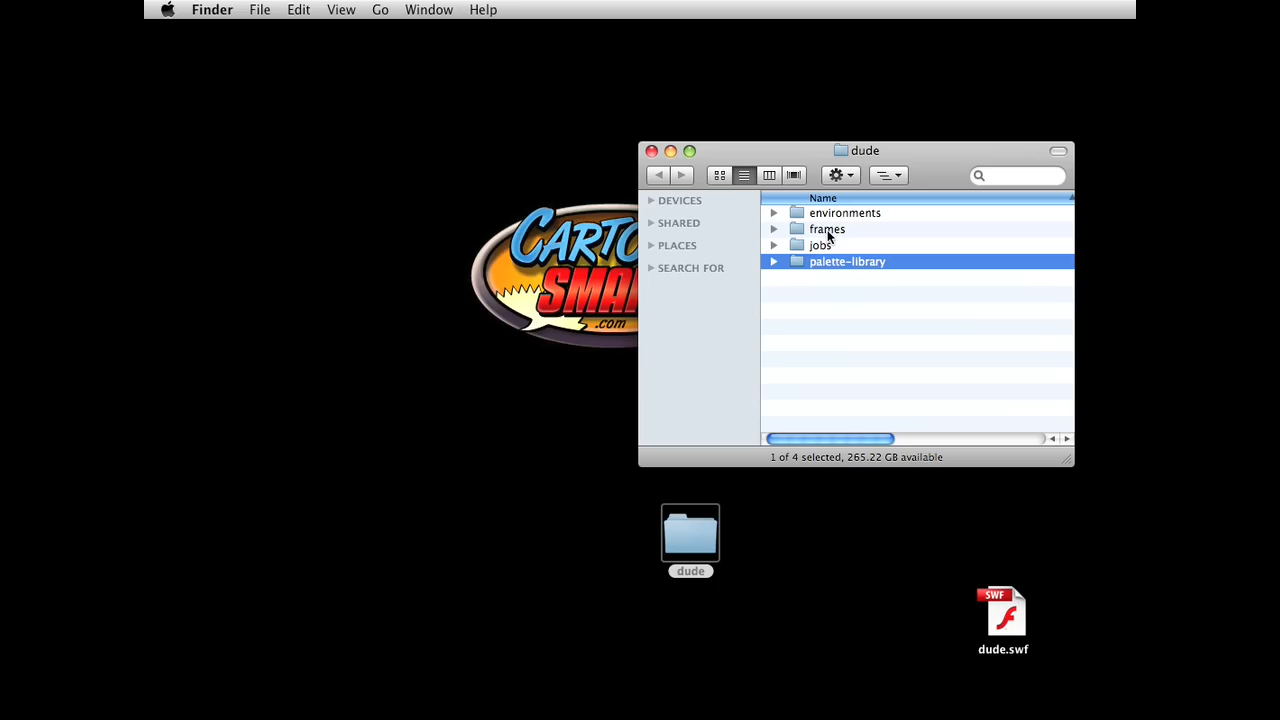 Finder File Edit View Go Window Help
dude
DEVICES
SHARED
PLACES
SEARCH FOR
Name
environments
frames
jobs
palette-library
1 of 4 selected, 265.22 GB available
.com
dude
SWF
dude.swf